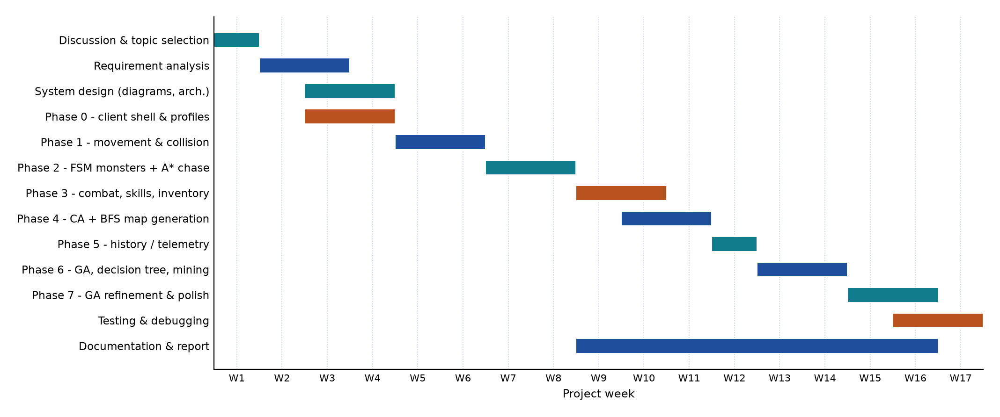 Discussion & topic selection
Requirement analysis
System design (diagrams, arch.)
Phase 0 - client shell & profiles
Phase 1 - movement & collision
Phase 2 - FSM monsters + A* chase
Phase 3 - combat, skills, inventory
Phase 4 - CA + BFS map generation
Phase 5 - history / telemetry
Phase 6 - GA, decision tree, mining
Phase 7 - GA refinement & polish
Testing & debugging
Documentation & report
W1 W2 W3 W4 W5 W6 W7 W8 W9 W10 W11 W12 W13 W14 W15 W16 W17
Project week